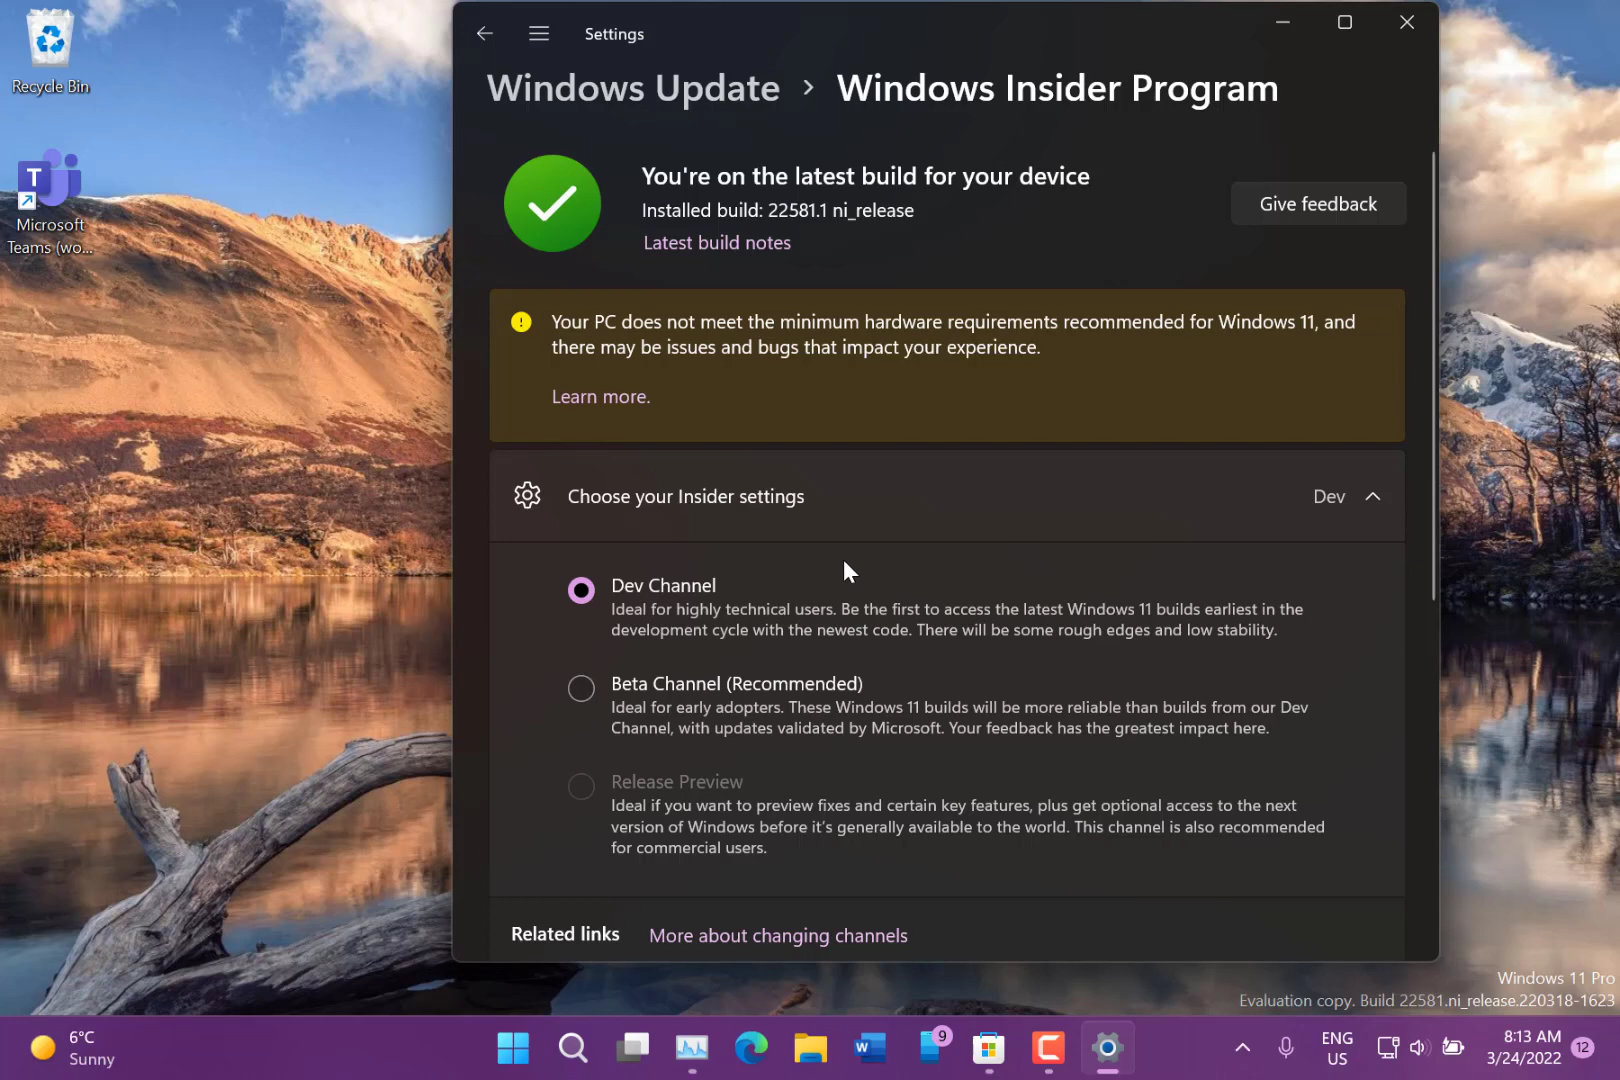 Recycle Bin
Microsoft
Teams (wo...
Settings
Windows Update > Windows Insider Program
You're on the latest build for your device
Installed build: 22581.1 ni_release
Latest build notes
Give feedback
Your PC does not meet the minimum hardware requirements recommended for Windows 11, and
there may be issues and bugs that impact your experience.
Learn more.
Choose your Insider settings
Dev
Dev Channel
Ideal for highly technical users. Be the first to access the latest Windows 11 builds earliest in the
development cycle with the newest code. There will be some rough edges and low stability.
Beta Channel (Recommended)
Ideal for early adopters. These Windows 11 builds will be more reliable than builds from our Dev
Channel, with updates validated by Microsoft. Your feedback has the greatest impact here.
Release Preview
Ideal if you want to preview fixes and certain key features, plus get optional access to the next
version of Windows before it's generally available to the world. This channel is also recommended
for commercial users.
Related links
More about changing channels
Windows 11 Pro
Evaluation copy. Build 22581.ni_release.220318-1623
6°C
Sunny
9
ENG
US
8:13 AM
3/24/2022
12